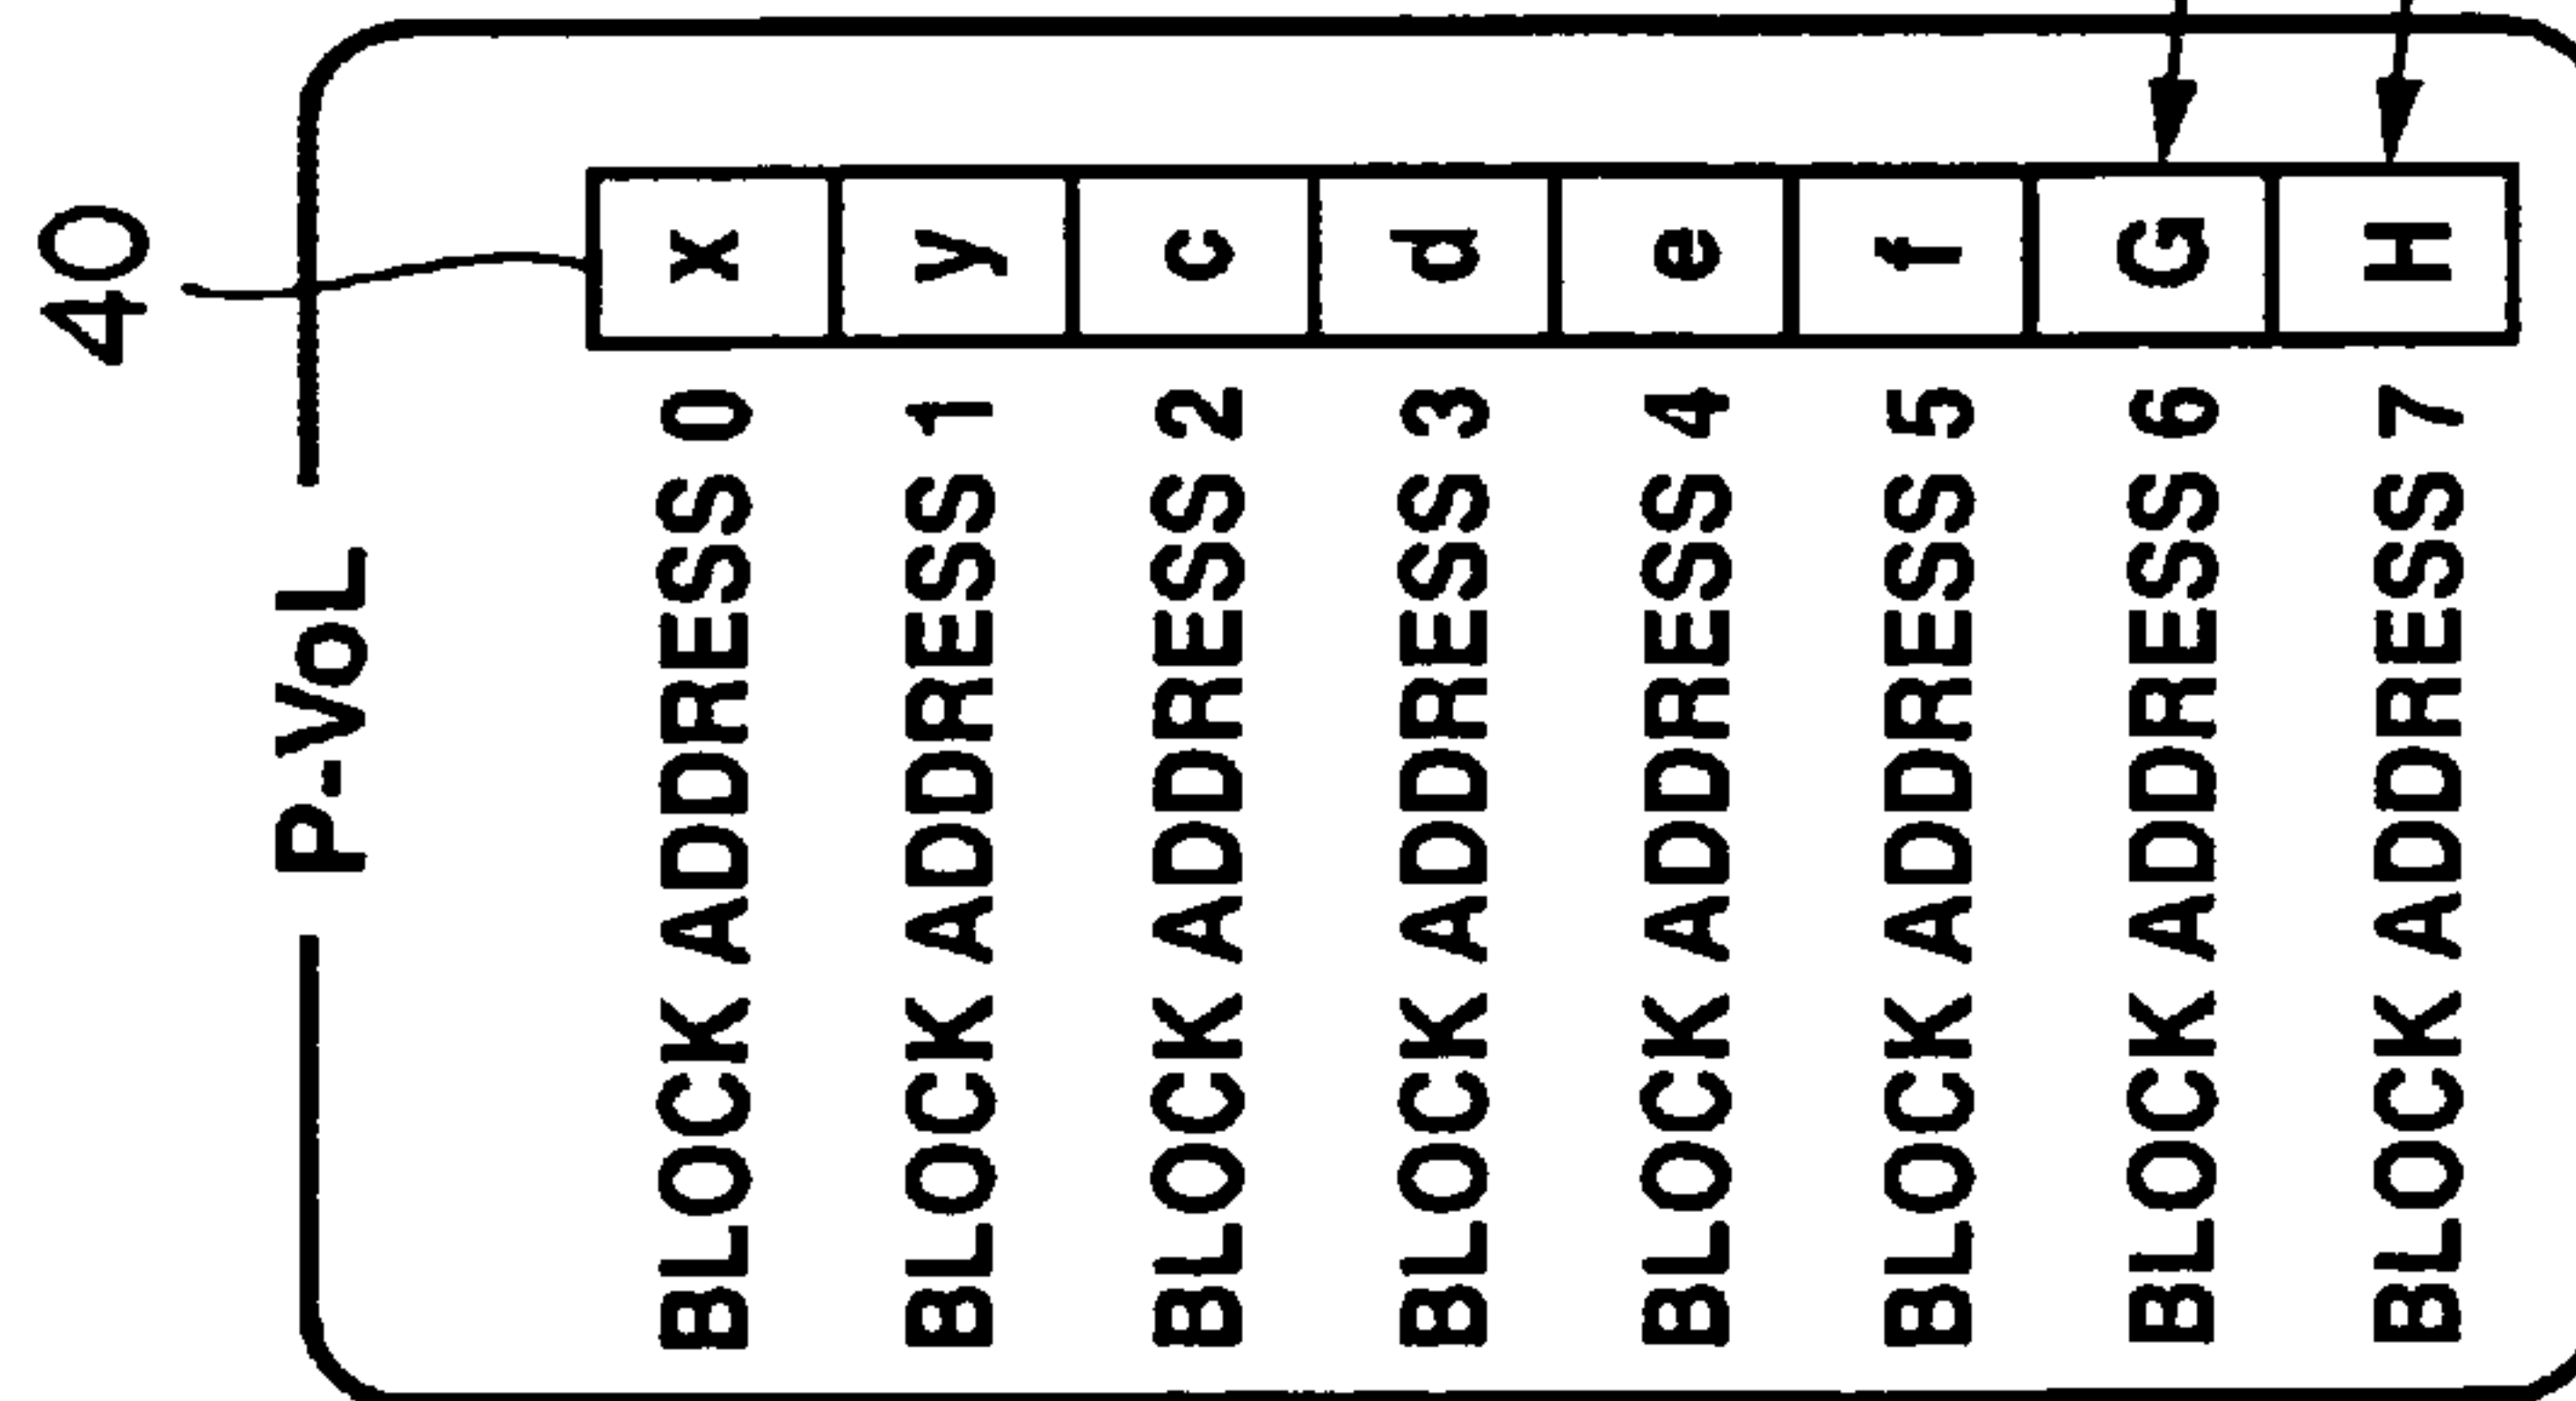 40
P-VoL
BLOCK ADDRESS 0 x
BLOCK ADDRESS 1 y
BLOCK ADDRESS 2 c
BLOCK ADDRESS 3 d
BLOCK ADDRESS 4 e
BLOCK ADDRESS 5 f
BLOCK ADDRESS 6 G
BLOCK ADDRESS 7 H